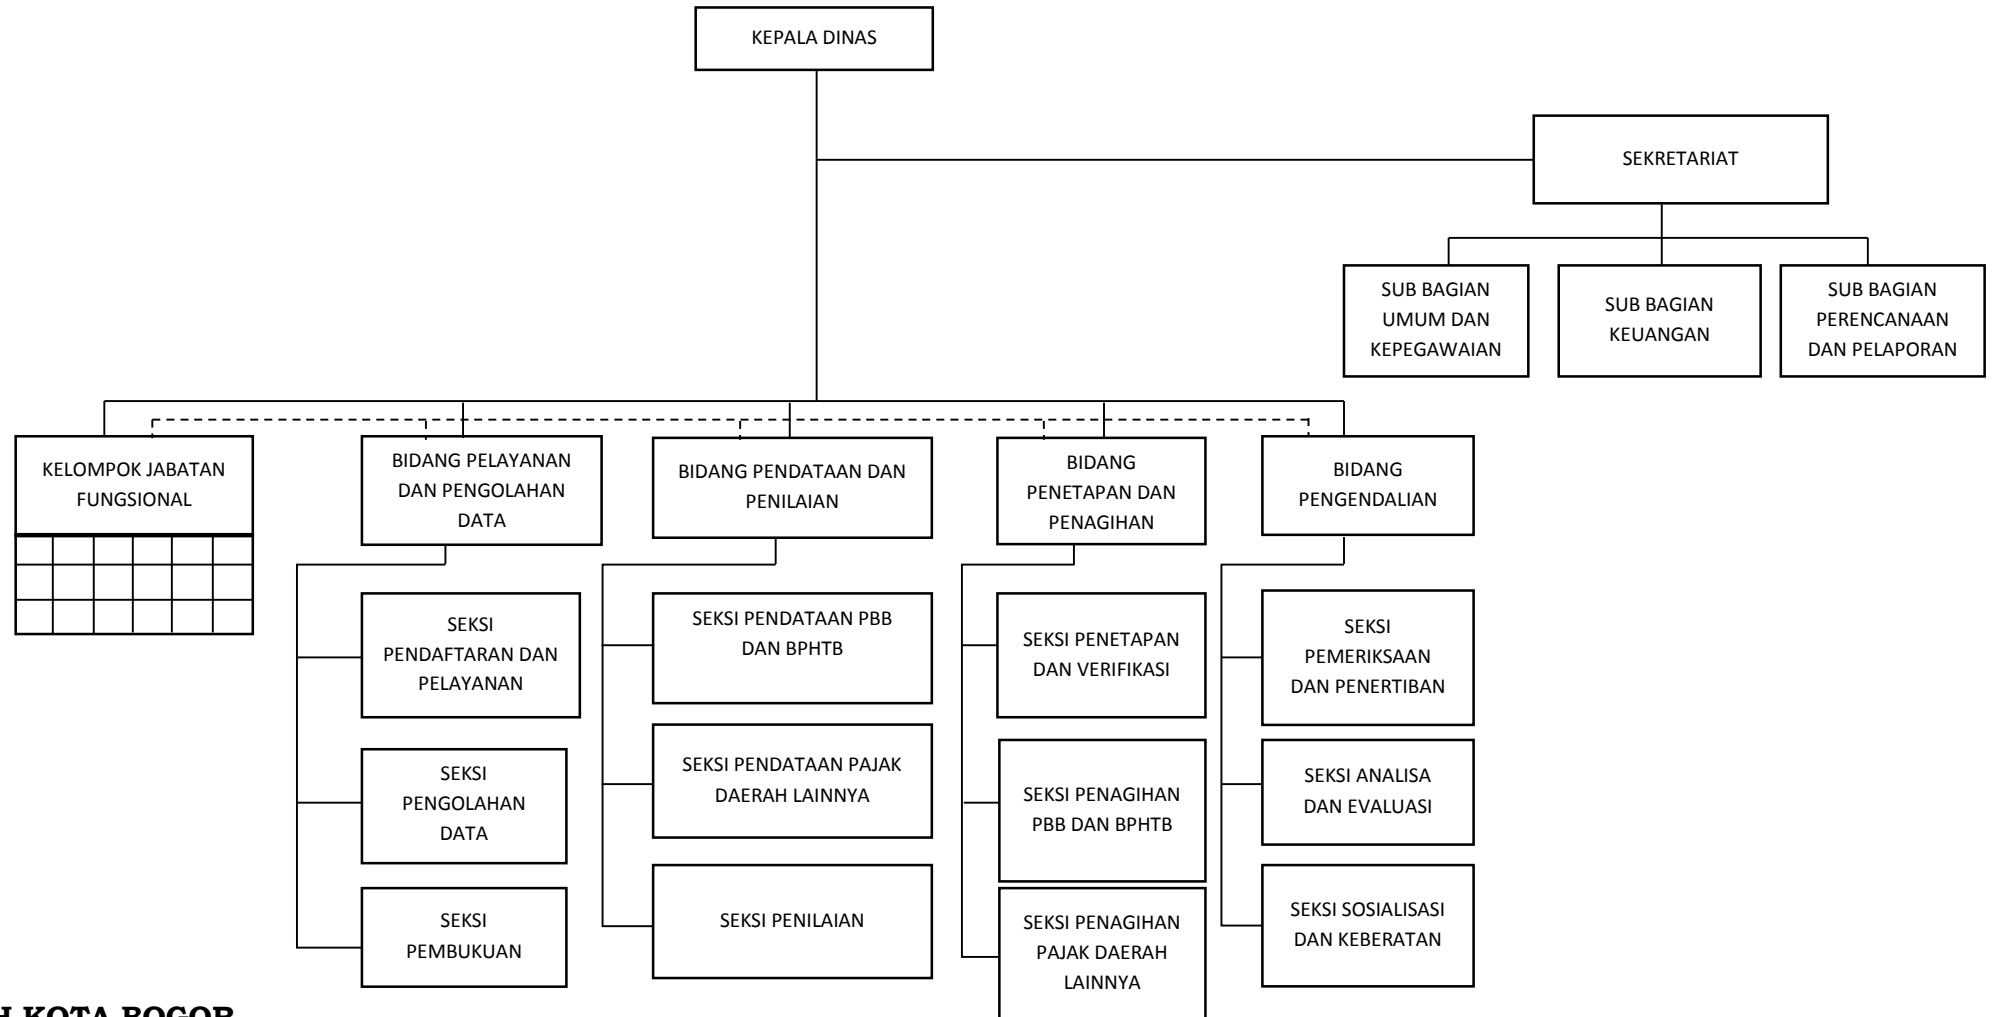 KEPALA DINAS
SEKRETARIAT
SUB BAGIAN
UMUM DAN
KEPEGAWAIAN
SUB BAGIAN
KEUANGAN
SUB BAGIAN
PERENCANAAN
DAN PELAPORAN
KELOMPOK JABATAN
FUNGSIONAL
BIDANG PELAYANAN
DAN PENGOLAHAN
DATA
BIDANG PENDATAAN DAN
PENILAIAN
BIDANG
PENETAPAN DAN
PENAGIHAN
BIDANG
PENGENDALIAN
SEKSI
PENDAFTARAN DAN
PELAYANAN
SEKSI
PENGOLAHAN
DATA
SEKSI
PEMBUKUAN
SEKSI PENDATAAN PBB
DAN BPHTB
SEKSI PENDATAAN PAJAK
DAERAH LAINNYA
SEKSI PENILAIAN
SEKSI PENETAPAN
DAN VERIFIKASI
SEKSI PENAGIHAN
PBB DAN BPHTB
SEKSI PENAGIHAN
PAJAK DAERAH
LAINNYA
SEKSI
PEMERIKSAAN
DAN PENERTIBAN
SEKSI ANALISA
DAN EVALUASI
SEKSI SOSIALISASI
DAN KEBERATAN
H KOTA BOGOR